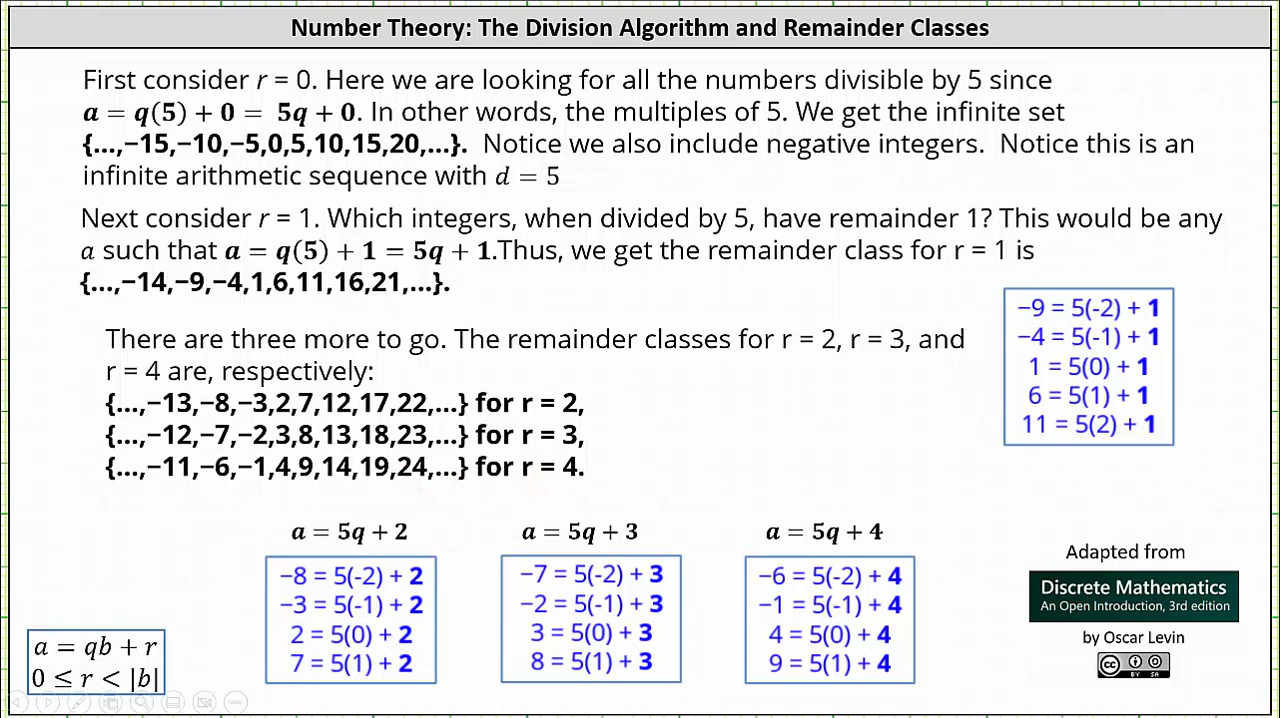 Number Theory: The Division Algorithm and Remainder Classes
First consider r = 0. Here we are looking for all the numbers divisible by 5 since
a = q(5) + 0 = 5q + 0. In other words, the multiples of 5. We get the infinite set
{...,−15,−10,−5,0,5,10,15,20,...}. Notice we also include negative integers. Notice this is an
infinite arithmetic sequence with d = 5
Next consider r = 1. Which integers, when divided by 5, have remainder 1? This would be any
a such that a = q(5) + 1 = 5q + 1.Thus, we get the remainder class for r = 1 is
{...,−14,−9,−4,1,6,11,16,21,...}.
−9 = 5(-2) + 1
−4 = 5(-1) + 1
1 = 5(0) + 1
6 = 5(1) + 1
11 = 5(2) + 1
There are three more to go. The remainder classes for r = 2, r = 3, and
r = 4 are, respectively:
{...,−13,−8,−3,2,7,12,17,22,...} for r = 2,
{...,−12,−7,−2,3,8,13,18,23,...} for r = 3,
{...,−11,−6,−1,4,9,14,19,24,...} for r = 4.
a = 5q + 2
−8 = 5(-2) + 2
−3 = 5(-1) + 2
2 = 5(0) + 2
7 = 5(1) + 2
a = 5q + 3
−7 = 5(-2) + 3
−2 = 5(-1) + 3
3 = 5(0) + 3
8 = 5(1) + 3
a = 5q + 4
−6 = 5(-2) + 4
−1 = 5(-1) + 4
4 = 5(0) + 4
9 = 5(1) + 4
Adapted from
Discrete Mathematics
An Open Introduction, 3rd edition
by Oscar Levin
cc BY SA
a = qb + r
0 ≤ r < |b|